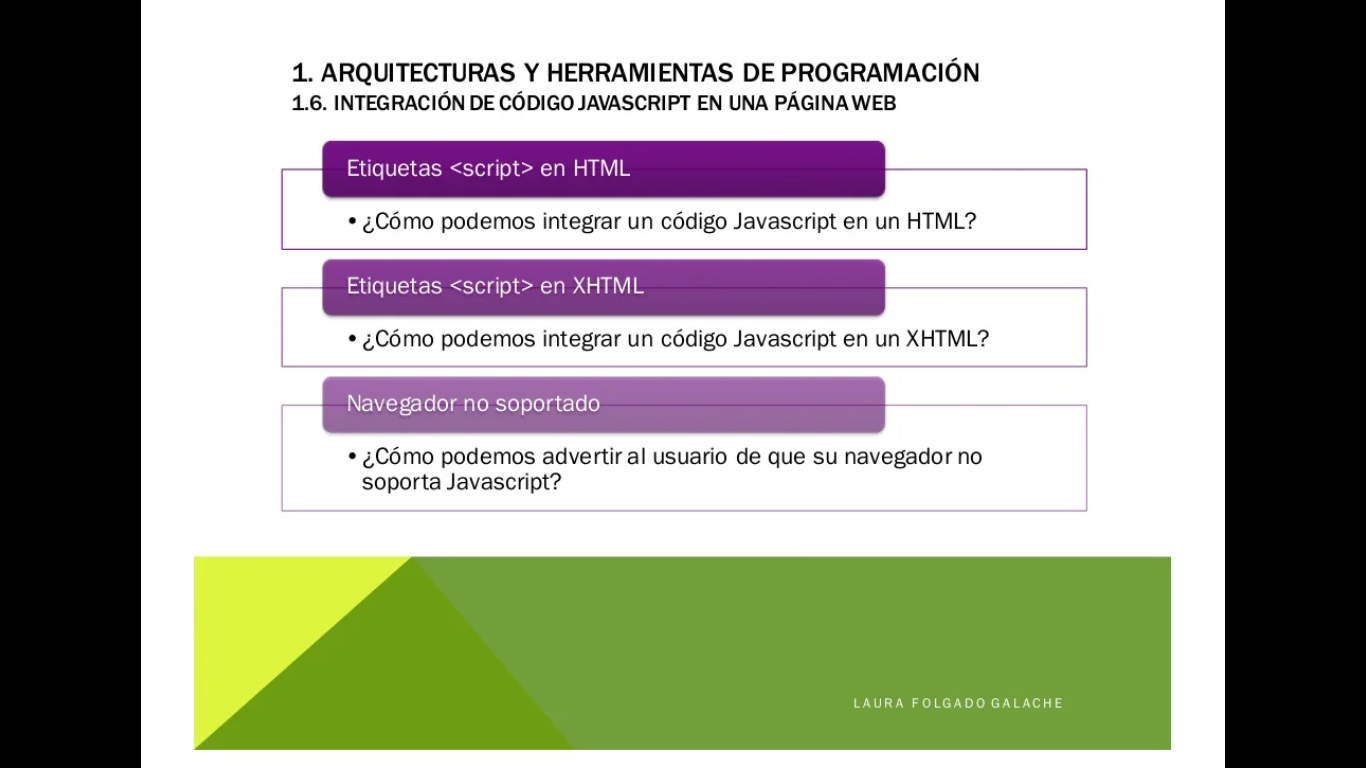 1. ARQUITECTURAS Y HERRAMIENTAS DE PROGRAMACIÓN
1.6. INTEGRACIÓN DE CÓDIGO JAVASCRIPT EN UNA PÁGINA WEB
Etiquetas <script> en HTML
• ¿Cómo podemos integrar un código Javascript en un HTML?
Etiquetas <script> en XHTML
• ¿Cómo podemos integrar un código Javascript en un XHTML?
Navegador no soportado
• ¿Cómo podemos advertir al usuario de que su navegador no
soporta Javascript?
LAURA FOLGADO GALACHE